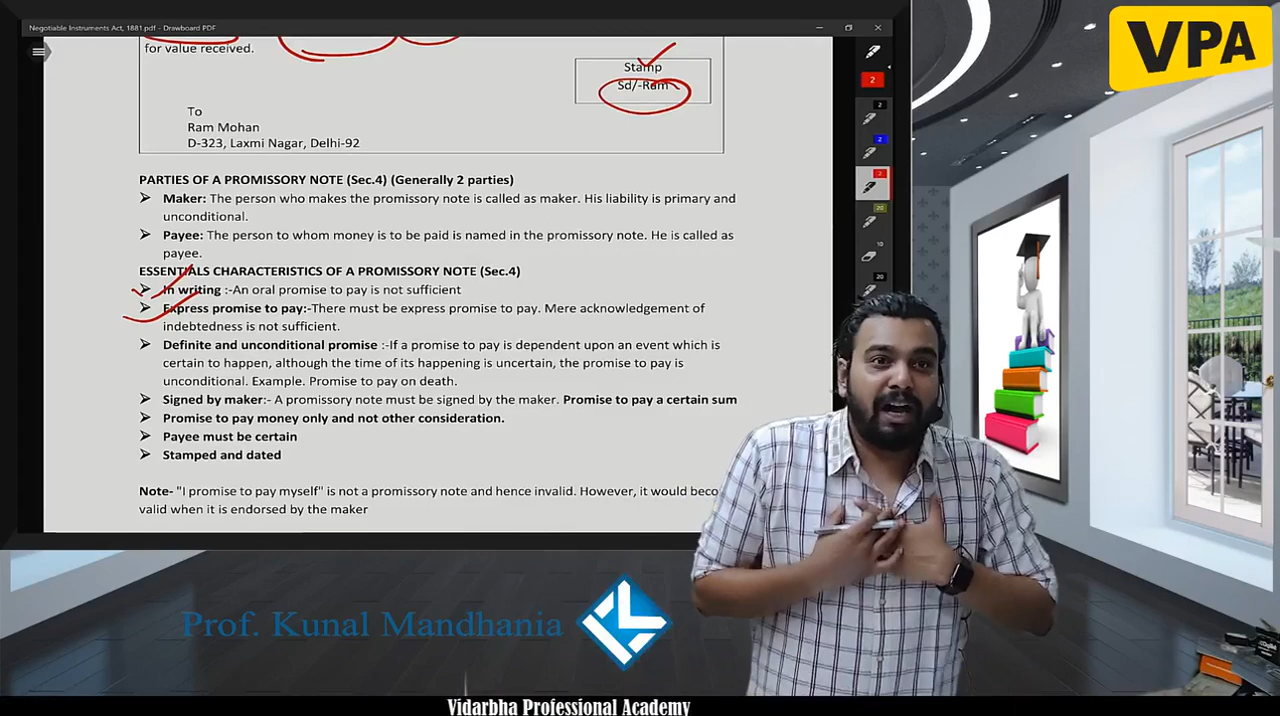 Negotiable Instruments Act, 1881.pdf - Drawboard PDF
VPA
for value received.
Stamp
Sd/-Ram
To
Ram Mohan
D-323, Laxmi Nagar, Delhi-92
PARTIES OF A PROMISSORY NOTE (Sec.4) (Generally 2 parties)
➢ Maker: The person who makes the promissory note is called as maker. His liability is primary and
unconditional.
➢ Payee: The person to whom money is to be paid is named in the promissory note. He is called as
payee.
ESSENTIALS CHARACTERISTICS OF A PROMISSORY NOTE (Sec.4)
➢ In writing :-An oral promise to pay is not sufficient
➢ Express promise to pay:-There must be express promise to pay. Mere acknowledgement of
indebtedness is not sufficient.
➢ Definite and unconditional promise :-If a promise to pay is dependent upon an event which is
certain to happen, although the time of its happening is uncertain, the promise to pay is
unconditional. Example. Promise to pay on death.
➢ Signed by maker:- A promissory note must be signed by the maker. Promise to pay a certain sum
➢ Promise to pay money only and not other consideration.
➢ Payee must be certain
➢ Stamped and dated
Note- "I promise to pay myself" is not a promissory note and hence invalid. However, it would beco
valid when it is endorsed by the maker
2
2
2
2
20
10
20
Prof. Kunal Mandhania
Vidarbha Professional Academy